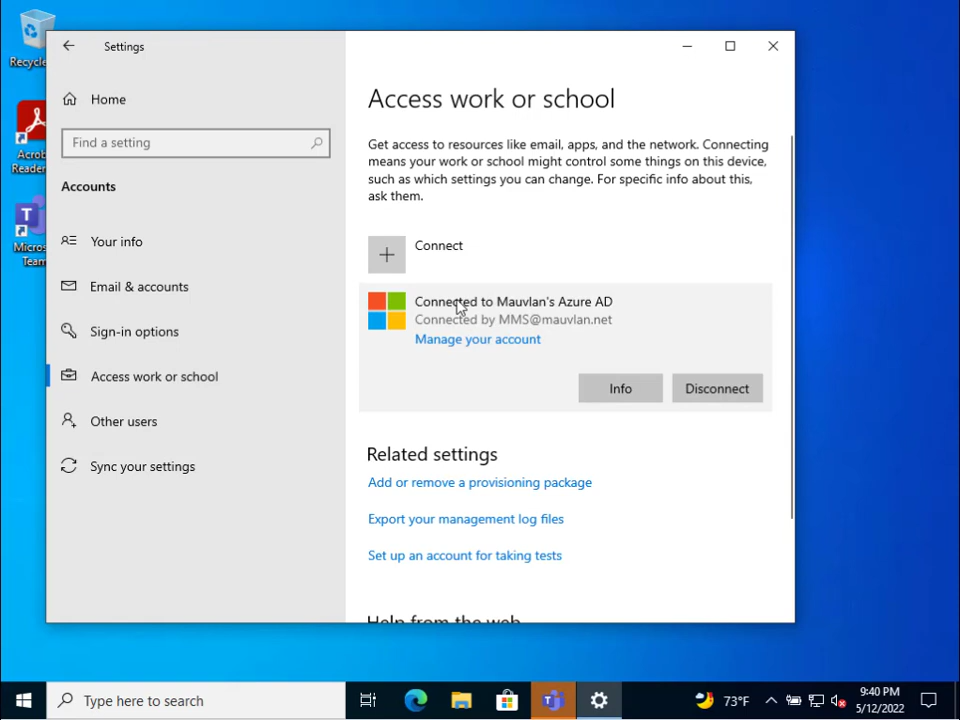 Recycle
Acrob
Reader
Micros
Team
Settings
Home
Find a setting
Accounts
Your info
Email & accounts
Sign-in options
Access work or school
Other users
Sync your settings
Access work or school
Get access to resources like email, apps, and the network. Connecting
means your work or school might control some things on this device,
such as which settings you can change. For specific info about this,
ask them.
Connect
Connected to Mauvlan's Azure AD
Connected by MMS@mauvlan.net
Manage your account
Info
Disconnect
Related settings
Add or remove a provisioning package
Export your management log files
Set up an account for taking tests
Help from the web
Type here to search
73°F
9:40 PM
5/12/2022